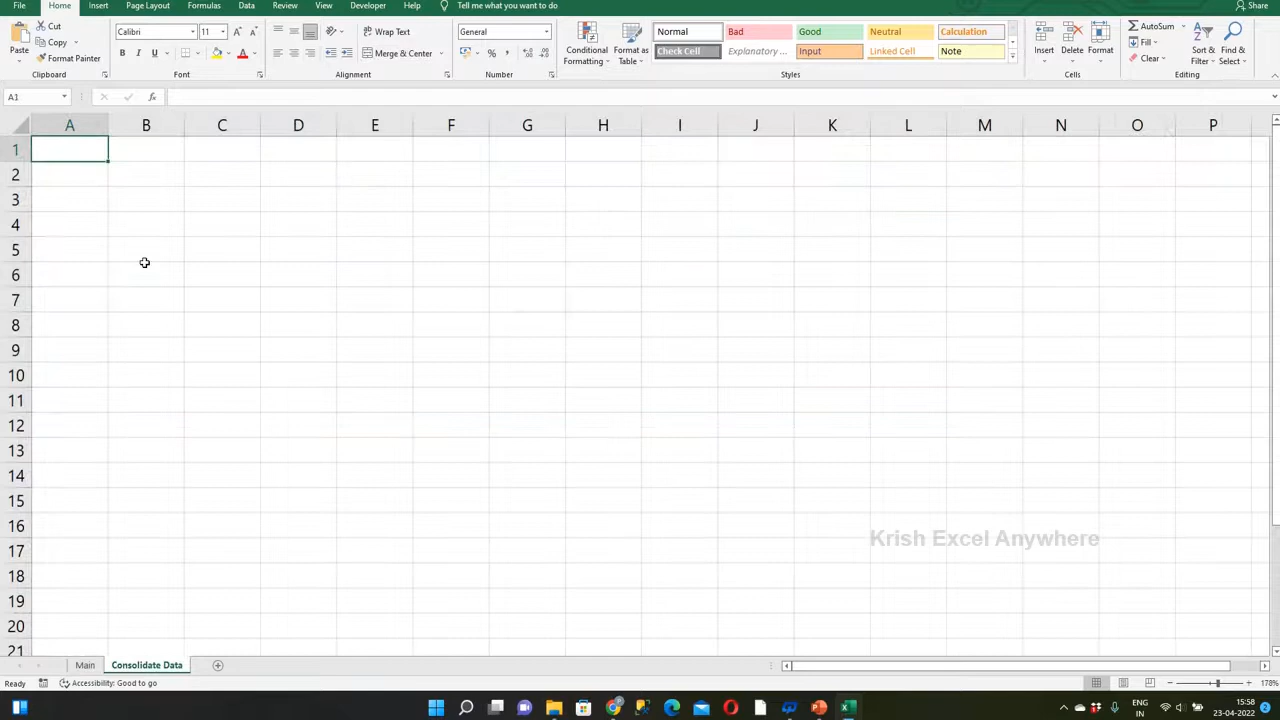 File Home Insert Page Layout Formulas Data Review View Developer Help Tell me what you want to do Share
Paste Cut Copy Format Painter Clipboard
Calibri 11 B I U A Font
Wrap Text Merge & Center Alignment
General % , Number
Conditional Formatting Format as Table
Normal Bad Good Neutral Calculation
Check Cell Explanatory ... Input Linked Cell Note
Styles
Insert Delete Format Cells
AutoSum Fill Clear Sort & Filter Find & Select Editing
A1 fx
A B C D E F G H I J K L M N O P
1
2
3
4
5
6
7
8
9
10
11
12
13
14
15
16
Krish Excel Anywhere
17
18
19
20
21
Main Consolidate Data
Ready Accessibility: Good to go 178%
ENG IN 15:58 23-04-2022 2